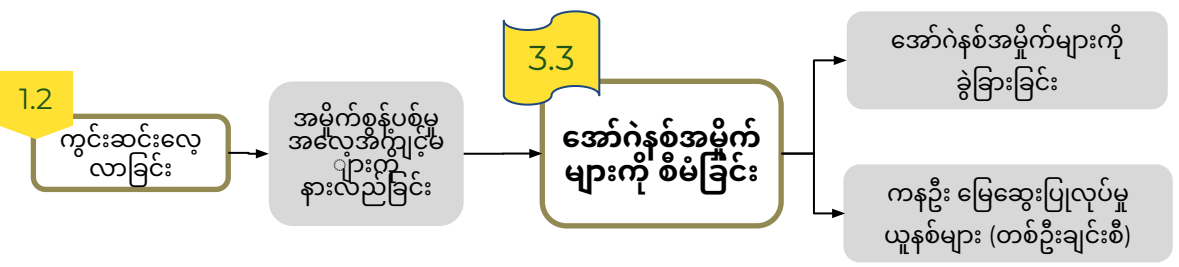 1.2
ကွင်းဆင်းလေ့
လာခြင်း
အမှိုက်စွန့်ပစ်မှု
အလေ့အကျင့်မ
ျားကို
နားလည်ခြင်း
3.3
အော်ဂဲနစ်အမှိုက်
များကို စီမံခြင်း
အော်ဂဲနစ်အမှိုက်များကို
ခွဲခြားခြင်း
ကနဦး မြေဆွေးပြုလုပ်မှု
ယူနစ်များ (တစ်ဦးချင်းစီ)